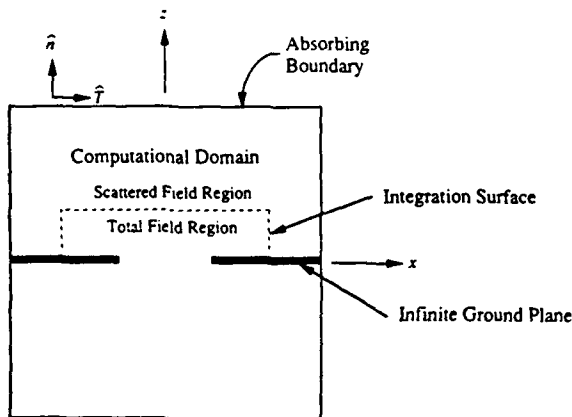 z
n̂
T̂
Absorbing
Boundary
Computational Domain
Scattered Field Region
Integration Surface
Total Field Region
x
Infinite Ground Plane